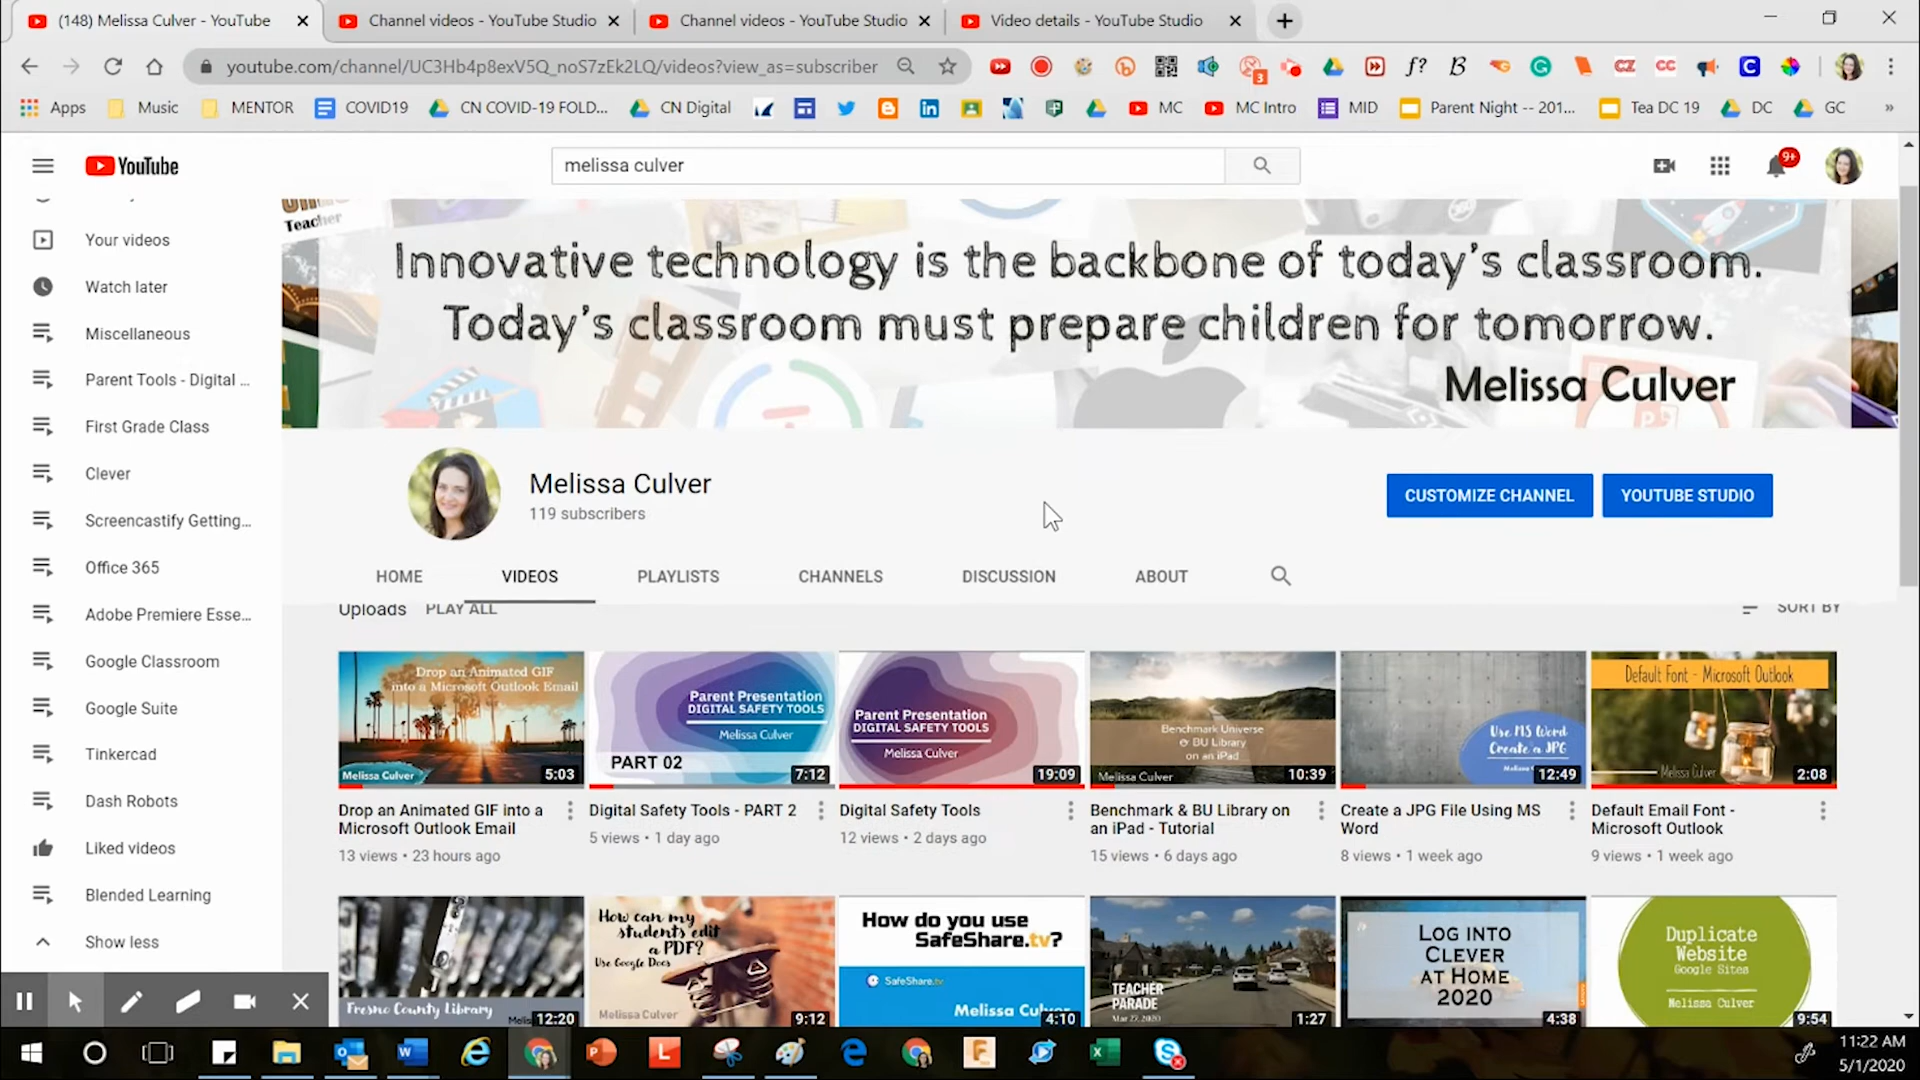 (148) Melissa Culver - YouTube
Channel videos - YouTube Studio
Channel videos - YouTube Studio
Video details - YouTube Studio
youtube.com/channel/UC3Hb4p8exV5Q_noS7zEk2LQ/videos?view_as=subscriber
3
f?
B
CZ
CC
C
Apps
Music
MENTOR
COVID19
CN COVID-19 FOLD...
CN Digital
MC
MC Intro
MID
Parent Night -- 201...
Tea DC 19
DC
GC
»
YouTube
melissa culver
9+
Teacher
Innovative technology is the backbone of today's classroom.
Today's classroom must prepare children for tomorrow.
Melissa Culver
Your videos
Watch later
Miscellaneous
Parent Tools - Digital ...
First Grade Class
Clever
Screencastify Getting...
Office 365
Adobe Premiere Esse...
Google Classroom
Google Suite
Tinkercad
Dash Robots
Liked videos
Blended Learning
Show less
Melissa Culver
119 subscribers
CUSTOMIZE CHANNEL
YOUTUBE STUDIO
HOME
VIDEOS
PLAYLISTS
CHANNELS
DISCUSSION
ABOUT
Uploads
PLAY ALL
SORT BY
Drop an Animated GIF
into a Microsoft Outlook Email
Melissa Culver
5:03
Drop an Animated GIF into a
Microsoft Outlook Email
13 views • 23 hours ago
Parent Presentation
DIGITAL SAFETY TOOLS
Melissa Culver
PART 02
7:12
Digital Safety Tools - PART 2
5 views • 1 day ago
Parent Presentation
DIGITAL SAFETY TOOLS
Melissa Culver
19:09
Digital Safety Tools
12 views • 2 days ago
Benchmark Universe
& BU Library
on an iPad
Melissa Culver
10:39
Benchmark & BU Library on
an iPad - Tutorial
15 views • 6 days ago
Use MS Word
Create a JPG
12:49
Create a JPG File Using MS
Word
8 views • 1 week ago
Default Font - Microsoft Outlook
Melissa Culver
2:08
Default Email Font -
Microsoft Outlook
9 views • 1 week ago
Fresno County Library
12:20
How can my
students edit
a PDF?
Use Google Docs
Melissa Culver
9:12
How do you use
SafeShare.tv?
SafeShare.tv
Melissa Culver
4:10
TEACHER
PARADE
Mar 27, 2020
1:27
LOG INTO
CLEVER
AT HOME
2020
4:38
Duplicate
Website
Google Sites
Melissa Culver
9:54
11:22 AM
5/1/2020